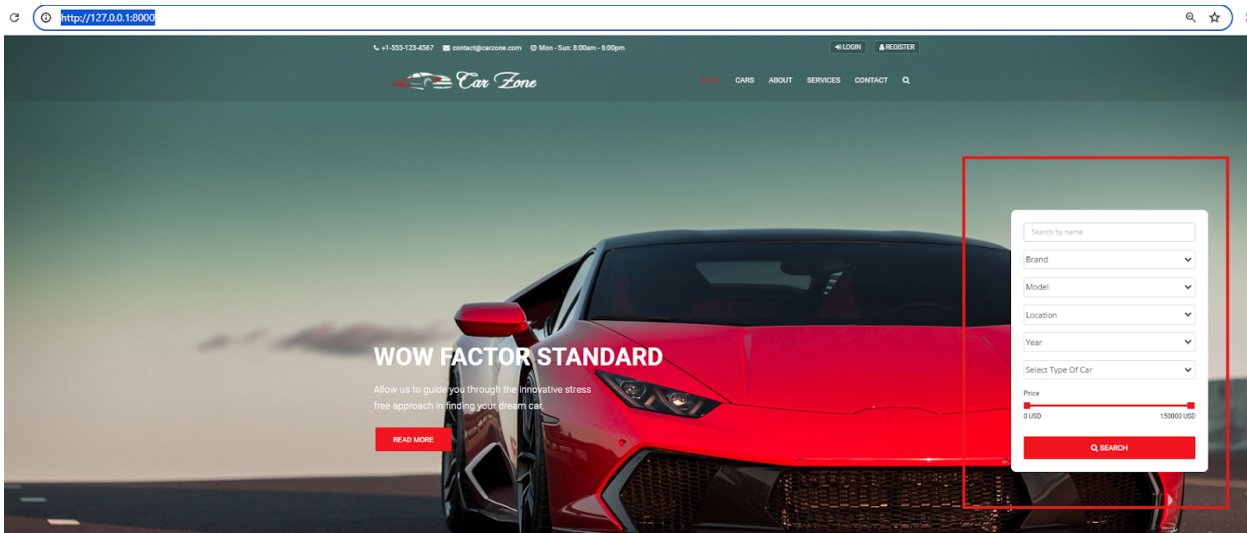 http://127.0.0.1:8000
+1-555-123-4567 contact@carzone.com Mon - Sun: 8:00am - 6:00pm LOGIN REGISTER
Car Zone HOME CARS ABOUT SERVICES CONTACT
Search by name
Brand
Model
Location
Year
Select Type Of Car
Price
0 USD 150000 USD
SEARCH
WOW FACTOR STANDARD
Allow us to guide you through the innovative stress
free approach in finding your dream car.
READ MORE